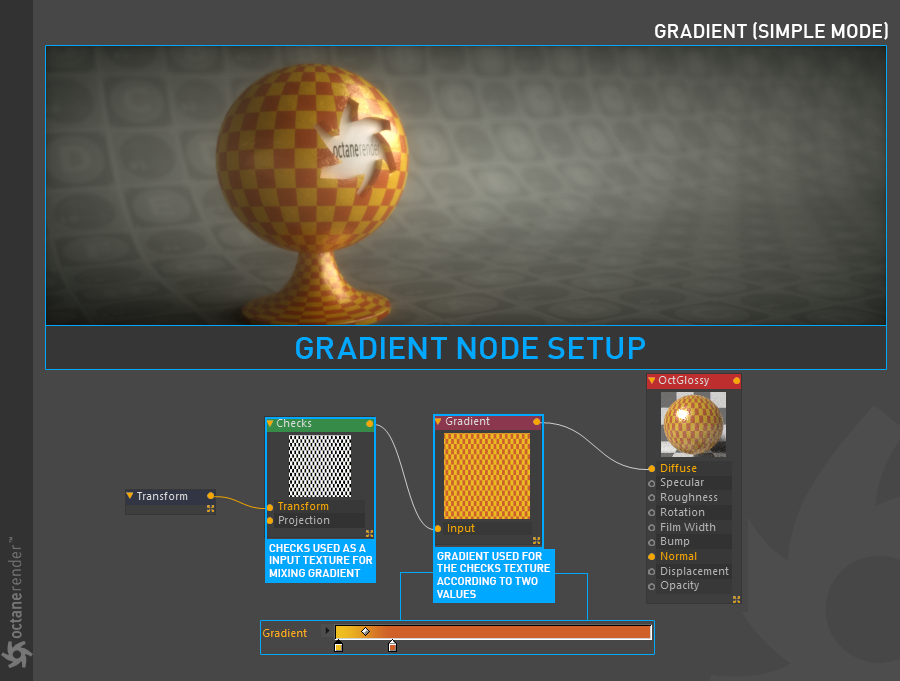 GRADIENT (SIMPLE MODE)
octanerender
GRADIENT NODE SETUP
OctGlossy
Checks
Gradient
Diffuse
Specular
Roughness
Rotation
Film Width
Bump
Normal
Displacement
Opacity
Transform
Transform
Projection
Input
CHECKS USED AS A
INPUT TEXTURE FOR
MIXING GRADIENT
GRADIENT USED FOR
THE CHECKS TEXTURE
ACCORDING TO TWO
VALUES
Gradient
octanerender™